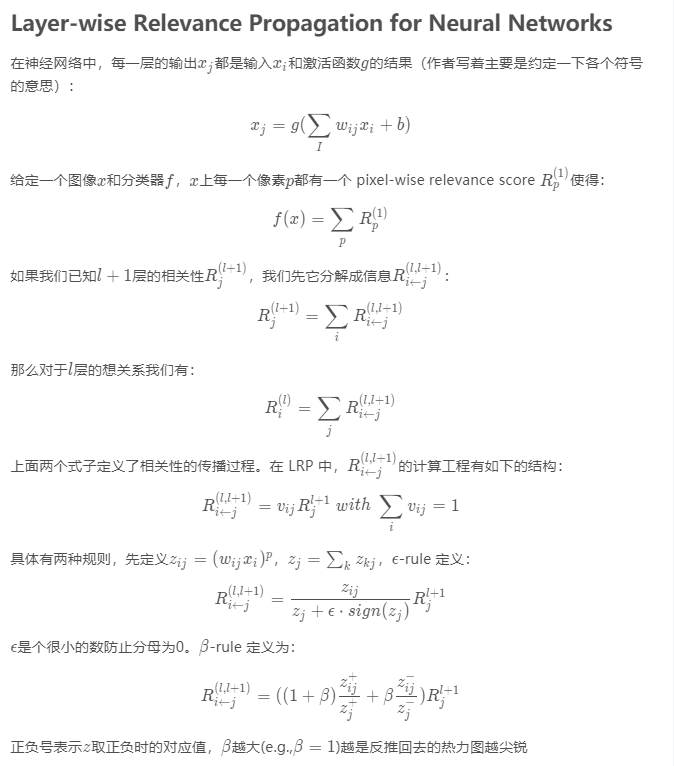 Layer-wise Relevance Propagation for Neural Networks
在神经网络中，每一层的输出$x_j$都是输入$x_i$和激活函数$g$的结果（作者写着主要是约定一下各个符号
的意思）：
$x_j = g(\sum_I w_{ij}x_i + b)$
给定一个图像$x$和分类器$f$，$x$上每一个像素$p$都有一个 pixel-wise relevance score $R_p^{(1)}$使得：
$f(x) = \sum_p R_p^{(1)}$
如果我们已知$l+1$层的相关性$R_j^{(l+1)}$，我们先它分解成信息$R_{i \leftarrow j}^{(l,l+1)}$：
$R_j^{(l+1)} = \sum_i R_{i \leftarrow j}^{(l,l+1)}$
那么对于$l$层的想关系我们有：
$R_i^{(l)} = \sum_j R_{i \leftarrow j}^{(l,l+1)}$
上面两个式子定义了相关性的传播过程。在 LRP 中，$R_{i \leftarrow j}^{(l,l+1)}$的计算工程有如下的结构：
$R_{i \leftarrow j}^{(l,l+1)} = v_{ij}R_j^{l+1} \; with \; \sum_i v_{ij} = 1$
具体有两种规则，先定义$z_{ij} = (w_{ij}x_i)^p$，$z_j = \sum_k z_{kj}$，$\epsilon$-rule 定义：
$R_{i \leftarrow j}^{(l,l+1)} = \frac{z_{ij}}{z_j + \epsilon \cdot sign(z_j)} R_j^{l+1}$
$\epsilon$是个很小的数防止分母为0。$\beta$-rule 定义为：
$R_{i \leftarrow j}^{(l,l+1)} = ((1+\beta)\frac{z_{ij}^+}{z_j^+} + \beta\frac{z_{ij}^-}{z_j^-})R_j^{l+1}$
正负号表示$z$取正负时的对应值，$\beta$越大(e.g.,$\beta = 1$)越是反推回去的热力图越尖锐